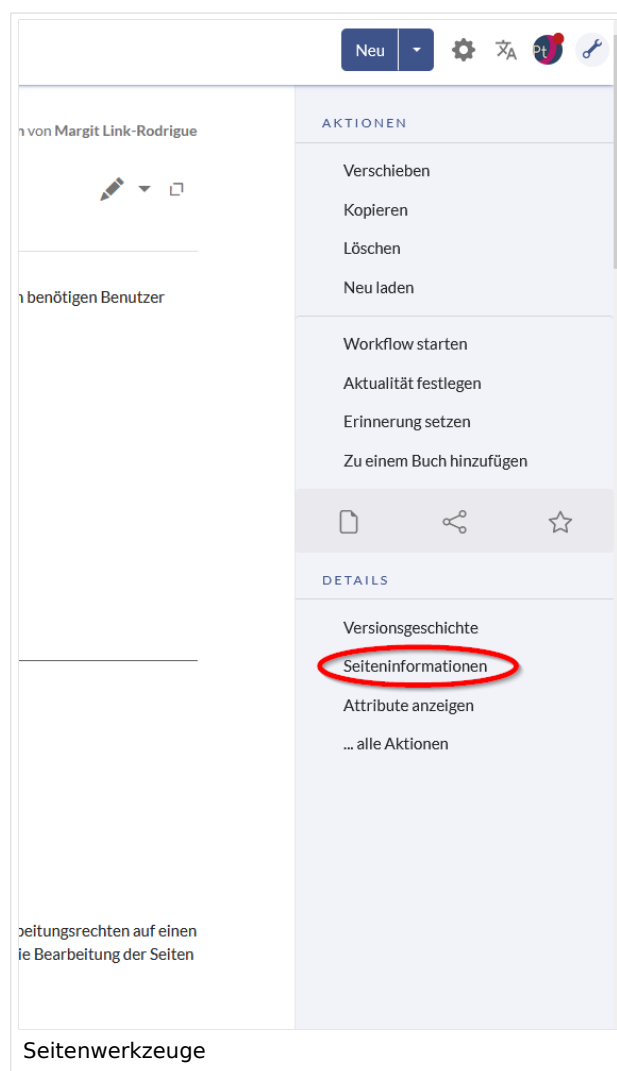 Neu
Pt
n von Margit Link-Rodrigue
AKTIONEN
Verschieben
Kopieren
Löschen
Neu laden
n benötigen Benutzer
Workflow starten
Aktualität festlegen
Erinnerung setzen
Zu einem Buch hinzufügen
DETAILS
Versionsgeschichte
Seiteninformationen
Attribute anzeigen
... alle Aktionen
beitungsrechten auf einen
ie Bearbeitung der Seiten
Seitenwerkzeuge